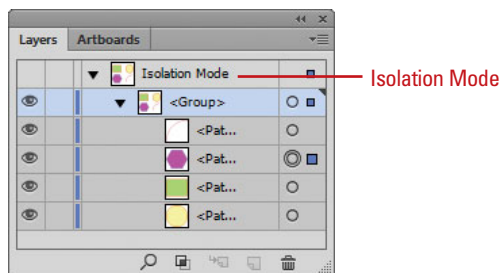 Layers
Artboards
Isolation Mode
Isolation Mode
<Group>
<Pat...
<Pat...
<Pat...
<Pat...